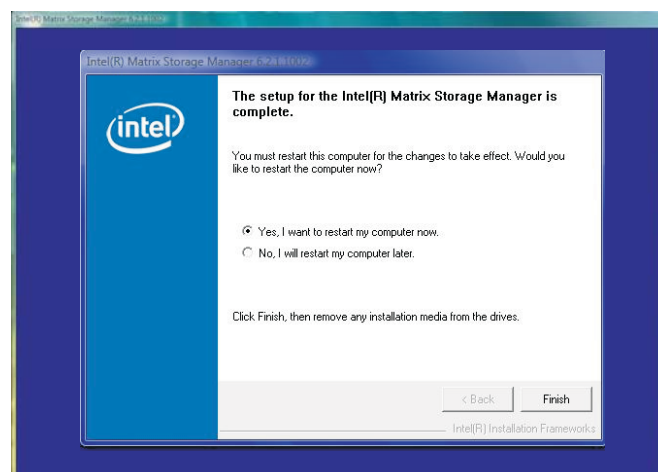 Intel(R) Matrix Storage Manager 6.2.1.1002
Intel(R) Matrix Storage Manager 6.2.1.1002
intel
The setup for the Intel(R) Matrix Storage Manager is
complete.
You must restart this computer for the changes to take effect. Would you
like to restart the computer now?
Yes, I want to restart my computer now.
No, I will restart my computer later.
Click Finish, then remove any installation media from the drives.
< Back
Finish
Intel(R) Installation Frameworks